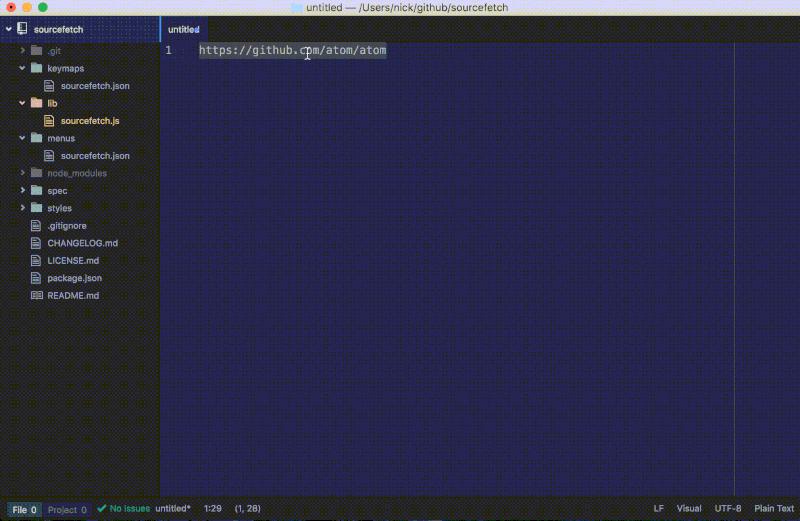 untitled — /Users/nick/github/sourcefetch
sourcefetch
.git
keymaps
sourcefetch.json
lib
sourcefetch.js
menus
sourcefetch.json
node_modules
spec
styles
.gitignore
CHANGELOG.md
LICENSE.md
package.json
README.md
untitled
1 https://github.com/atom/atom
File 0 Project 0 No Issues untitled* 1:29 (1, 28) LF Visual UTF-8 Plain Text